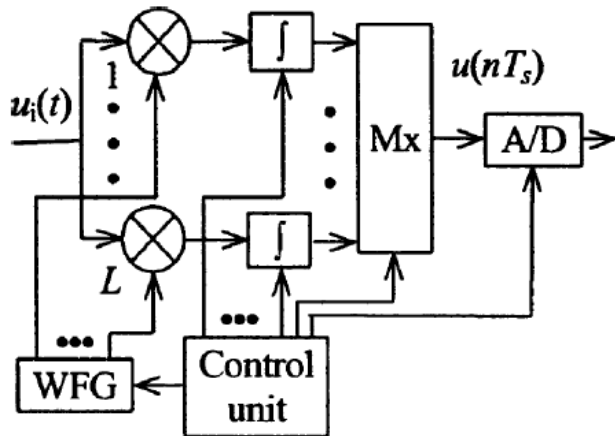 ∫
u(nTₛ)
1
uᵢ(t)
Mx
A/D
∫
L
WFG
Control
unit